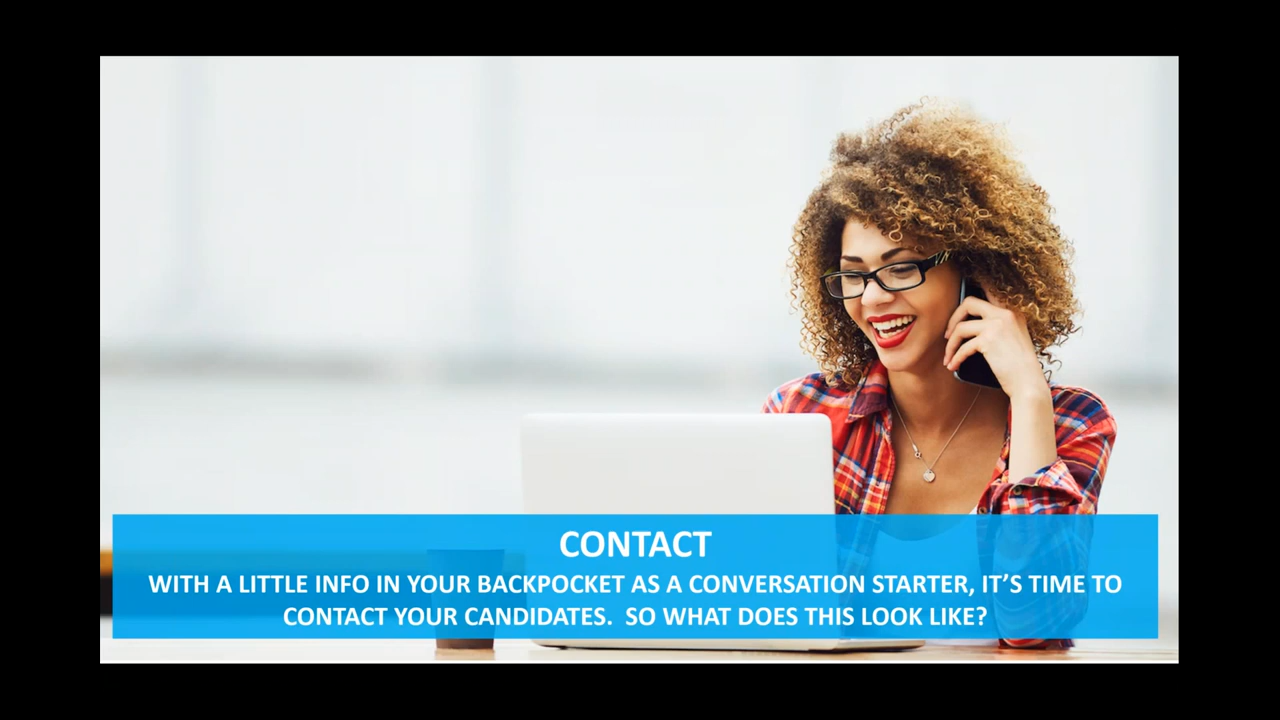 CONTACT
WITH A LITTLE INFO IN YOUR BACKPOCKET AS A CONVERSATION STARTER, IT’S TIME TO
CONTACT YOUR CANDIDATES.  SO WHAT DOES THIS LOOK LIKE?